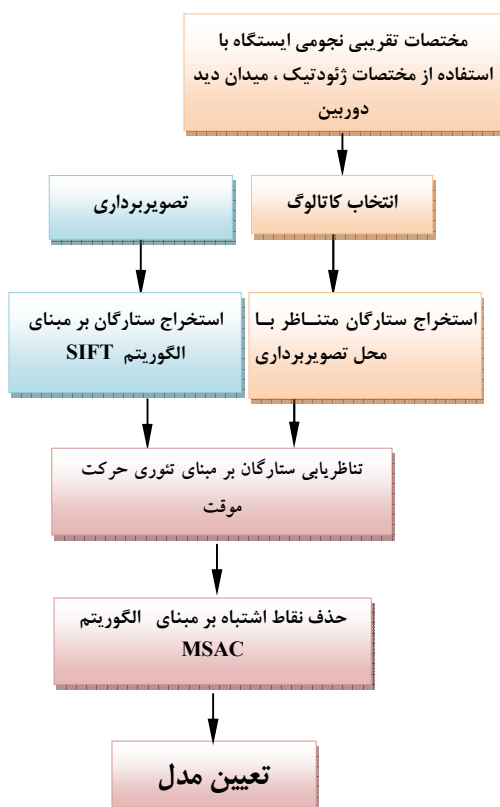 مختصات تقریبی نجومی ایستگاه با
استفاده از مختصات ژئودتیک ، میدان دید
دوربین
انتخاب کاتالوگ
تصویربرداری
استخراج ستارگان متناظر با
محل تصویربرداری
استخراج ستارگان بر مبنای
الگوریتم SIFT
تناظریابی ستارگان بر مبنای تئوری حرکت
موقت
حذف نقاط اشتباه بر مبنای الگوریتم
MSAC
تعیین مدل